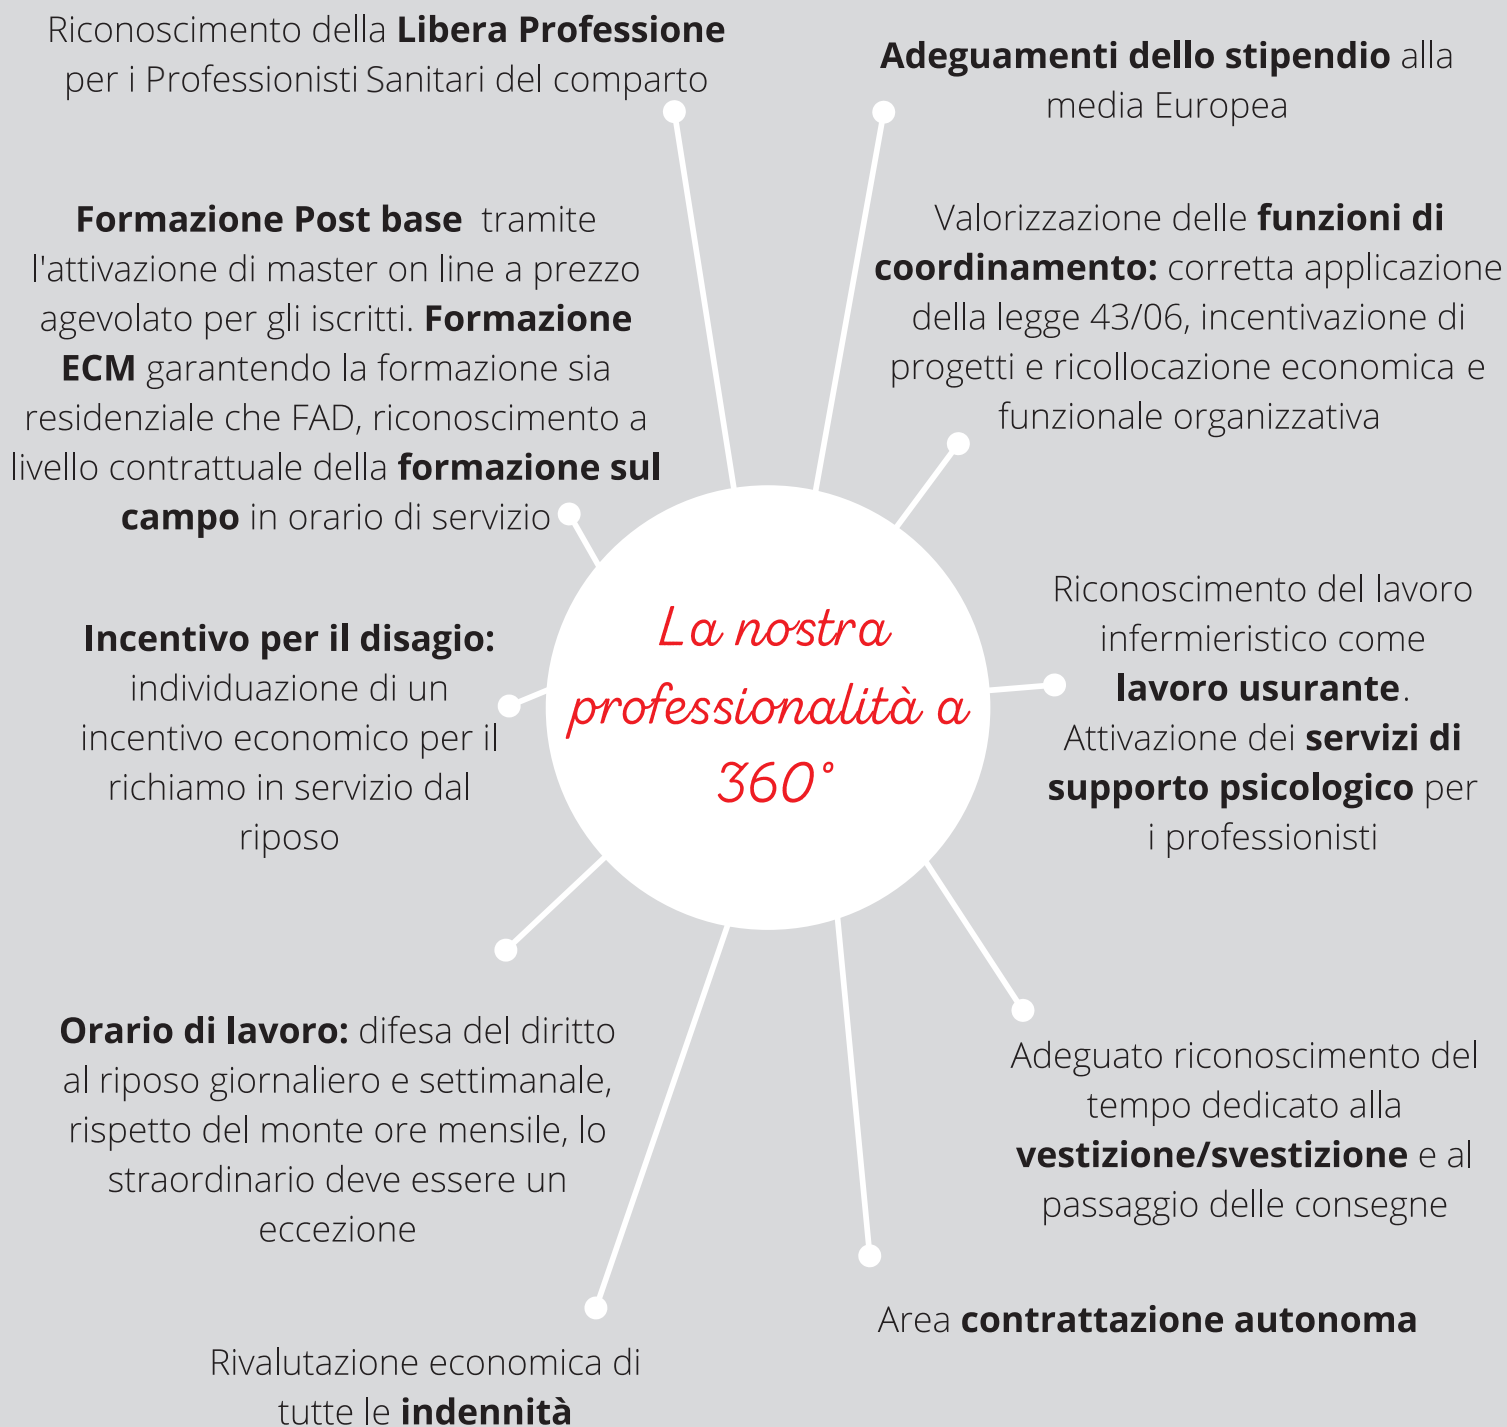 Riconoscimento della Libera Professione
per i Professionisti Sanitari del comparto
Adeguamenti dello stipendio alla
media Europea
Formazione Post base tramite
l'attivazione di master on line a prezzo
agevolato per gli iscritti. Formazione
ECM garantendo la formazione sia
residenziale che FAD, riconoscimento a
livello contrattuale della formazione sul
campo in orario di servizio
Valorizzazione delle funzioni di
coordinamento: corretta applicazione
della legge 43/06, incentivazione di
progetti e ricollocazione economica e
funzionale organizzativa
Incentivo per il disagio:
individuazione di un
incentivo economico per il
richiamo in servizio dal
riposo
La nostra
professionalità a
360°
Riconoscimento del lavoro
infermieristico come
lavoro usurante.
Attivazione dei servizi di
supporto psicologico per
i professionisti
Orario di lavoro: difesa del diritto
al riposo giornaliero e settimanale,
rispetto del monte ore mensile, lo
straordinario deve essere un
eccezione
Adeguato riconoscimento del
tempo dedicato alla
vestizione/svestizione e al
passaggio delle consegne
Area contrattazione autonoma
Rivalutazione economica di
tutte le indennità